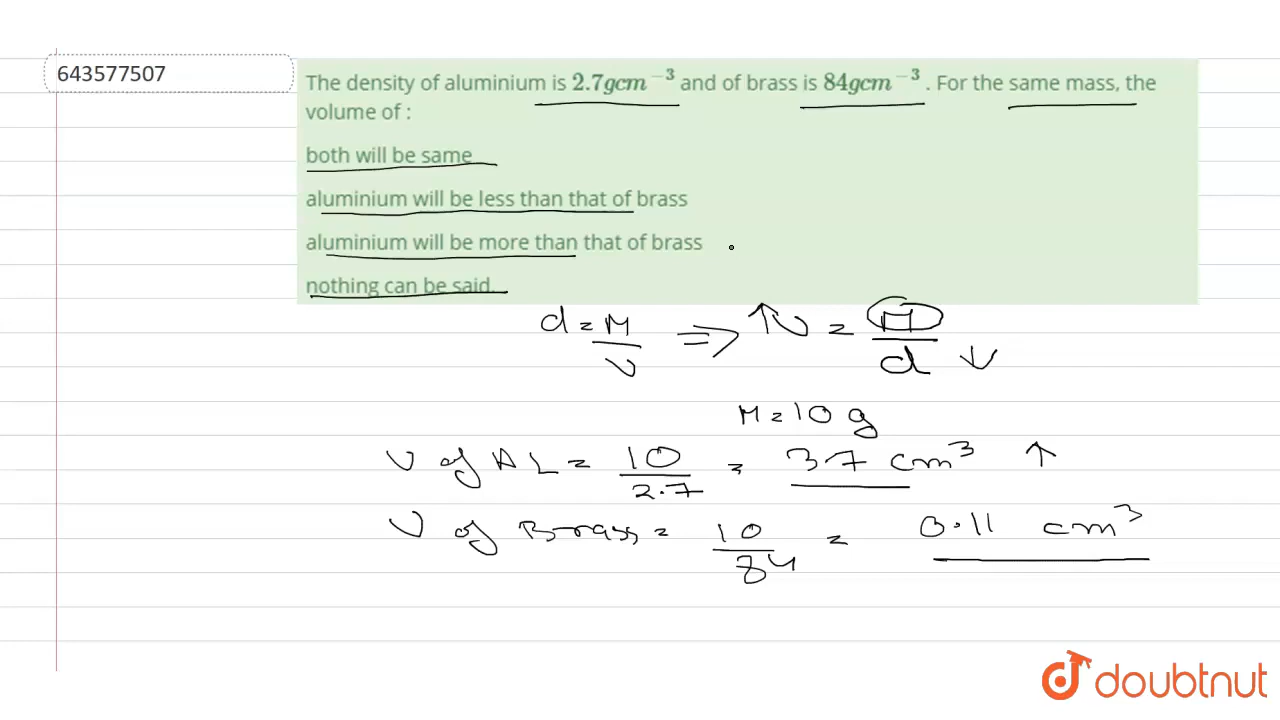 643577507
The density of aluminium is 2.7gcm⁻³ and of brass is 84gcm⁻³ . For the same mass, the
volume of :
both will be same
aluminium will be less than that of brass
aluminium will be more than that of brass
nothing can be said.
d = M/V ⇒ ↑V = M/d ↓
M = 10 g
V of AL = 10/2.7 = 3.7 cm³ ↑
V of Brass = 10/84 = 0.11 cm³
doubtnut